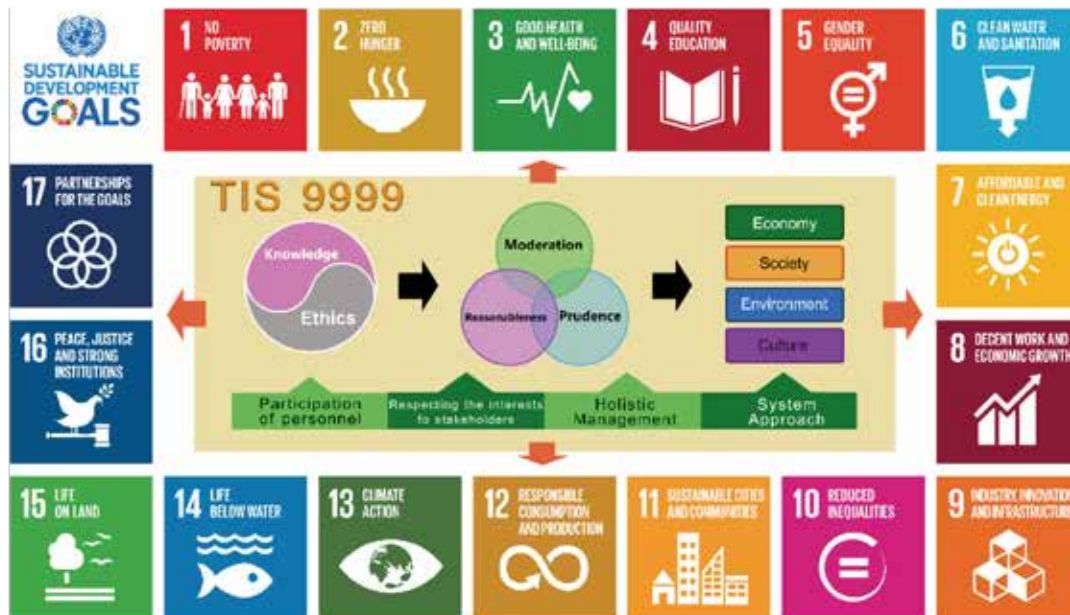 SUSTAINABLE
DEVELOPMENT
GOALS
1 NO
POVERTY
2 ZERO
HUNGER
3 GOOD HEALTH
AND WELL-BEING
4 QUALITY
EDUCATION
5 GENDER
EQUALITY
6 CLEAN WATER
AND SANITATION
17 PARTNERSHIPS
FOR THE GOALS
TIS 9999
Knowledge
Ethics
Moderation
Reasonableness
Prudence
Economy
Society
Environment
Culture
7 AFFORDABLE AND
CLEAN ENERGY
16 PEACE, JUSTICE
AND STRONG
INSTITUTIONS
Participation
of personnel
Respecting the interests
fo stakeholders
Holistic
Management
System
Approach
8 DECENT WORK AND
ECONOMIC GROWTH
15 LIFE
ON LAND
14 LIFE
BELOW WATER
13 CLIMATE
ACTION
12 RESPONSIBLE
CONSUMPTION
AND PRODUCTION
11 SUSTAINABLE CITIES
AND COMMUNITIES
10 REDUCED
INEQUALITIES
9 INDUSTRY, INNOVATION
AND INFRASTRUCTURE